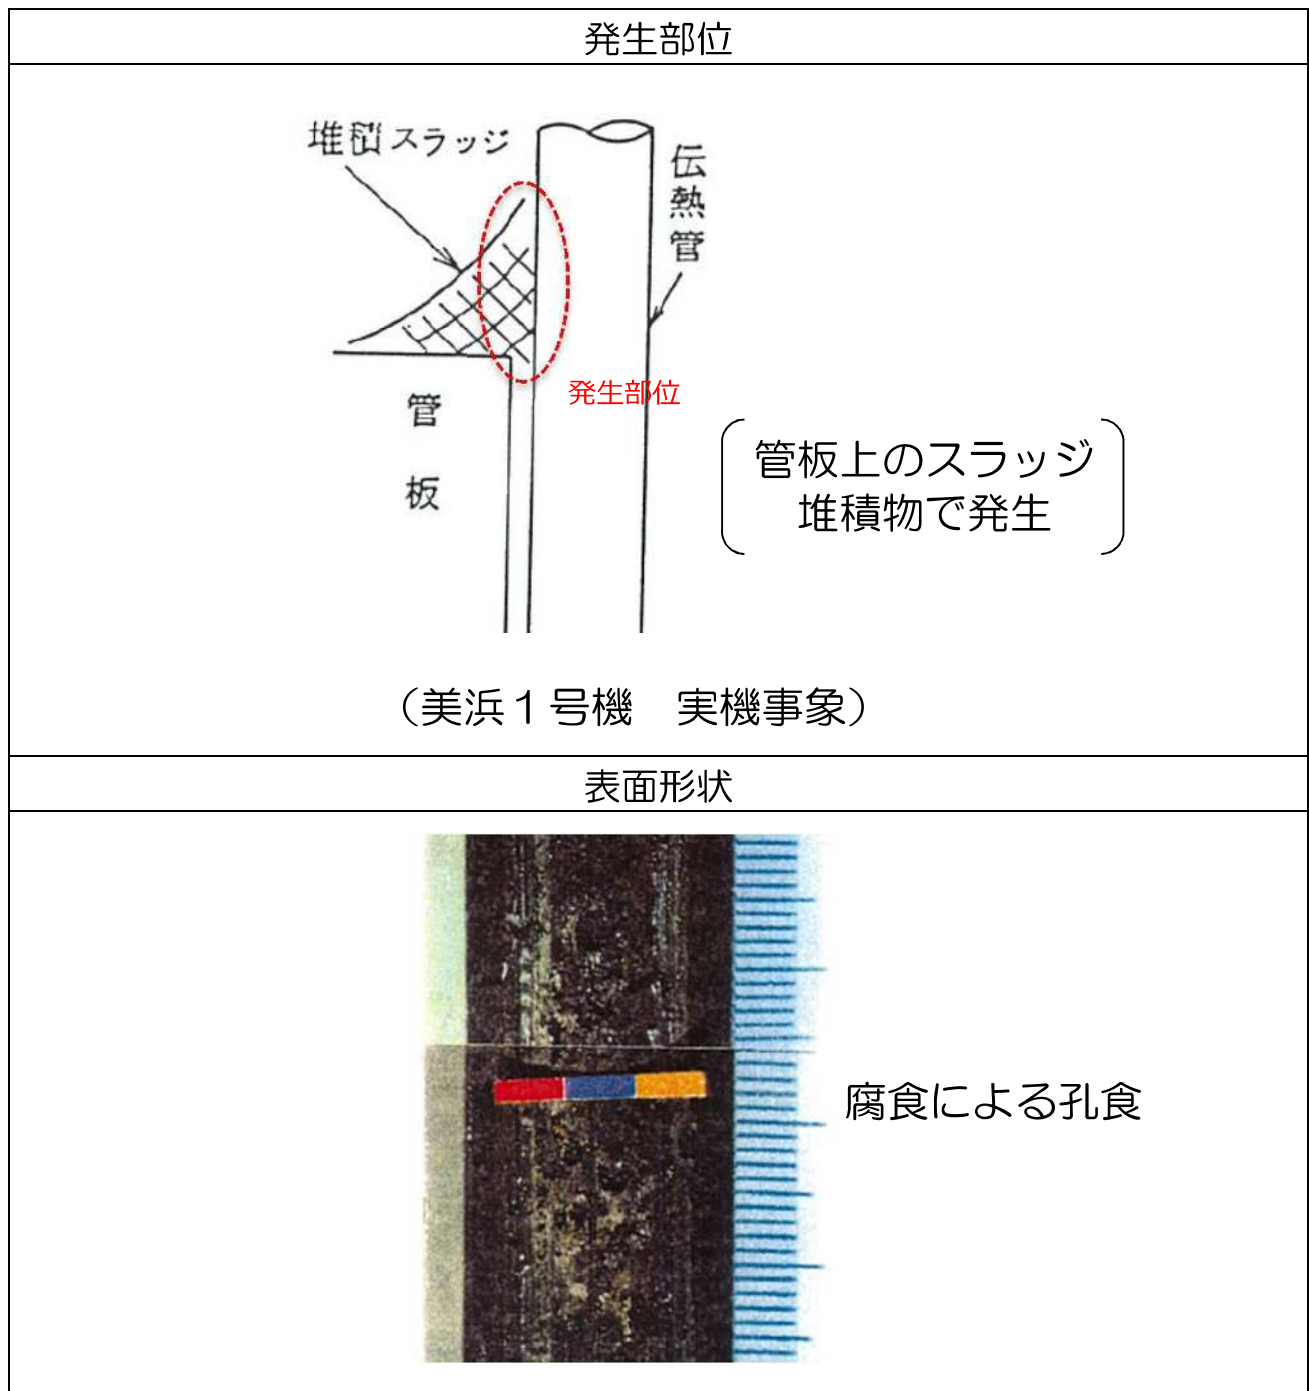 発生部位
堆積スラッジ
伝熱管
発生部位
管板
管板上のスラッジ
堆積物で発生
（美浜１号機　実機事象）
表面形状
腐食による孔食